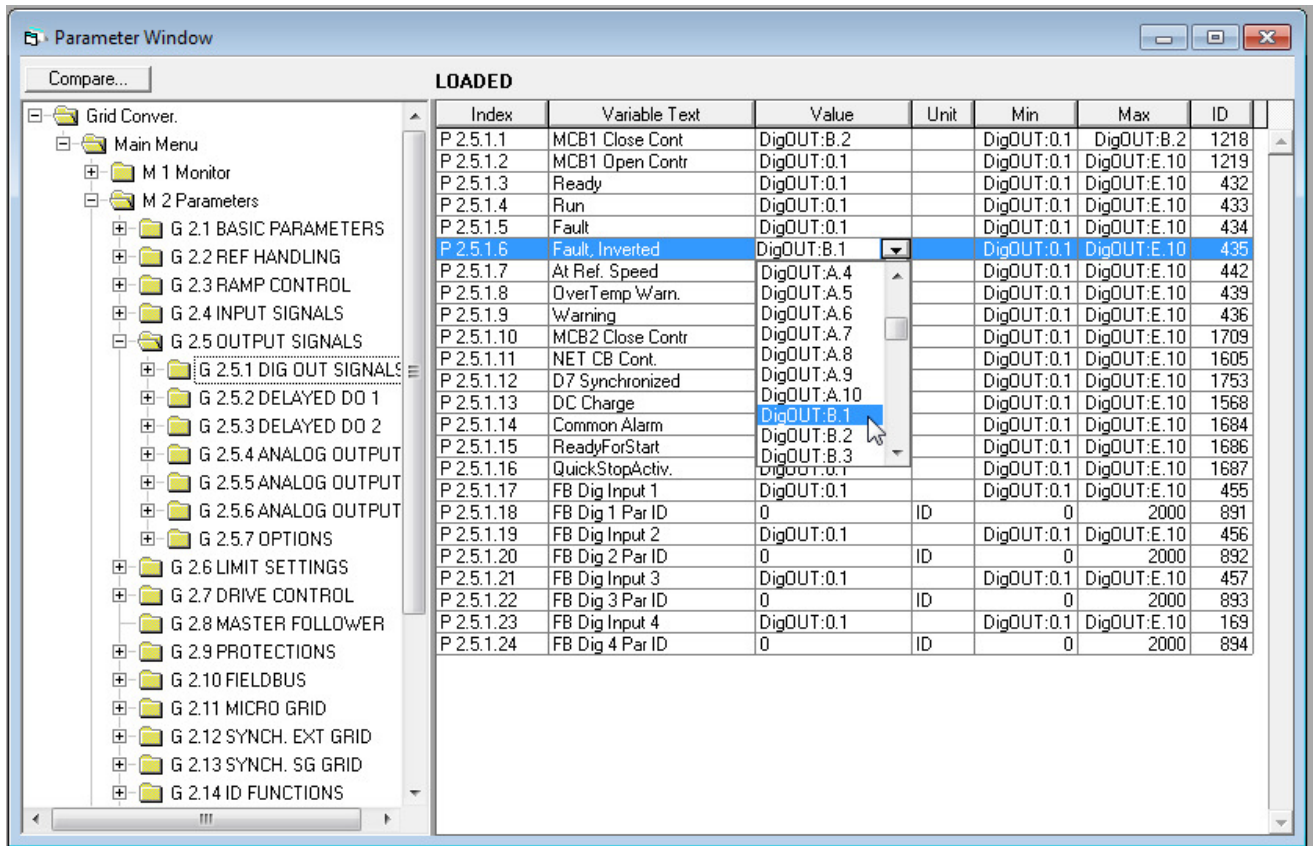 Parameter Window
Compare...
LOADED
Grid Conver.
Main Menu
M 1 Monitor
M 2 Parameters
G 2.1 BASIC PARAMETERS
G 2.2 REF HANDLING
G 2.3 RAMP CONTROL
G 2.4 INPUT SIGNALS
G 2.5 OUTPUT SIGNALS
G 2.5.1 DIG OUT SIGNALS
G 2.5.2 DELAYED DO 1
G 2.5.3 DELAYED DO 2
G 2.5.4 ANALOG OUTPUT
G 2.5.5 ANALOG OUTPUT
G 2.5.6 ANALOG OUTPUT
G 2.5.7 OPTIONS
G 2.6 LIMIT SETTINGS
G 2.7 DRIVE CONTROL
G 2.8 MASTER FOLLOWER
G 2.9 PROTECTIONS
G 2.10 FIELDBUS
G 2.11 MICRO GRID
G 2.12 SYNCH. EXT GRID
G 2.13 SYNCH. SG GRID
G 2.14 ID FUNCTIONS
Index Variable Text Value Unit Min Max ID
P 2.5.1.1 MCB1 Close Cont DigOUT:B.2 DigOUT:0.1 DigOUT:B.2 1218
P 2.5.1.2 MCB1 Open Contr DigOUT:0.1 DigOUT:0.1 DigOUT:E.10 1219
P 2.5.1.3 Ready DigOUT:0.1 DigOUT:0.1 DigOUT:E.10 432
P 2.5.1.4 Run DigOUT:0.1 DigOUT:0.1 DigOUT:E.10 433
P 2.5.1.5 Fault DigOUT:0.1 DigOUT:0.1 DigOUT:E.10 434
P 2.5.1.6 Fault, Inverted DigOUT:B.1 DigOUT:0.1 DigOUT:E.10 435
P 2.5.1.7 At Ref. Speed DigOUT:0.1 DigOUT:E.10 442
P 2.5.1.8 OverTemp Warn. DigOUT:0.1 DigOUT:E.10 439
P 2.5.1.9 Warning DigOUT:0.1 DigOUT:E.10 436
P 2.5.1.10 MCB2 Close Contr DigOUT:0.1 DigOUT:E.10 1709
P 2.5.1.11 NET CB Cont. DigOUT:0.1 DigOUT:E.10 1605
P 2.5.1.12 D7 Synchronized DigOUT:0.1 DigOUT:E.10 1753
P 2.5.1.13 DC Charge DigOUT:0.1 DigOUT:E.10 1568
P 2.5.1.14 Common Alarm DigOUT:0.1 DigOUT:E.10 1684
P 2.5.1.15 ReadyForStart DigOUT:0.1 DigOUT:E.10 1686
P 2.5.1.16 QuickStopActiv. DigOUT:0.1 DigOUT:0.1 DigOUT:E.10 1687
P 2.5.1.17 FB Dig Input 1 DigOUT:0.1 DigOUT:0.1 DigOUT:E.10 455
P 2.5.1.18 FB Dig 1 Par ID 0 ID 0 2000 891
P 2.5.1.19 FB Dig Input 2 DigOUT:0.1 DigOUT:0.1 DigOUT:E.10 456
P 2.5.1.20 FB Dig 2 Par ID 0 ID 0 2000 892
P 2.5.1.21 FB Dig Input 3 DigOUT:0.1 DigOUT:0.1 DigOUT:E.10 457
P 2.5.1.22 FB Dig 3 Par ID 0 ID 0 2000 893
P 2.5.1.23 FB Dig Input 4 DigOUT:0.1 DigOUT:0.1 DigOUT:E.10 169
P 2.5.1.24 FB Dig 4 Par ID 0 ID 0 2000 894
DigOUT:A.4
DigOUT:A.5
DigOUT:A.6
DigOUT:A.7
DigOUT:A.8
DigOUT:A.9
DigOUT:A.10
DigOUT:B.1
DigOUT:B.2
DigOUT:B.3